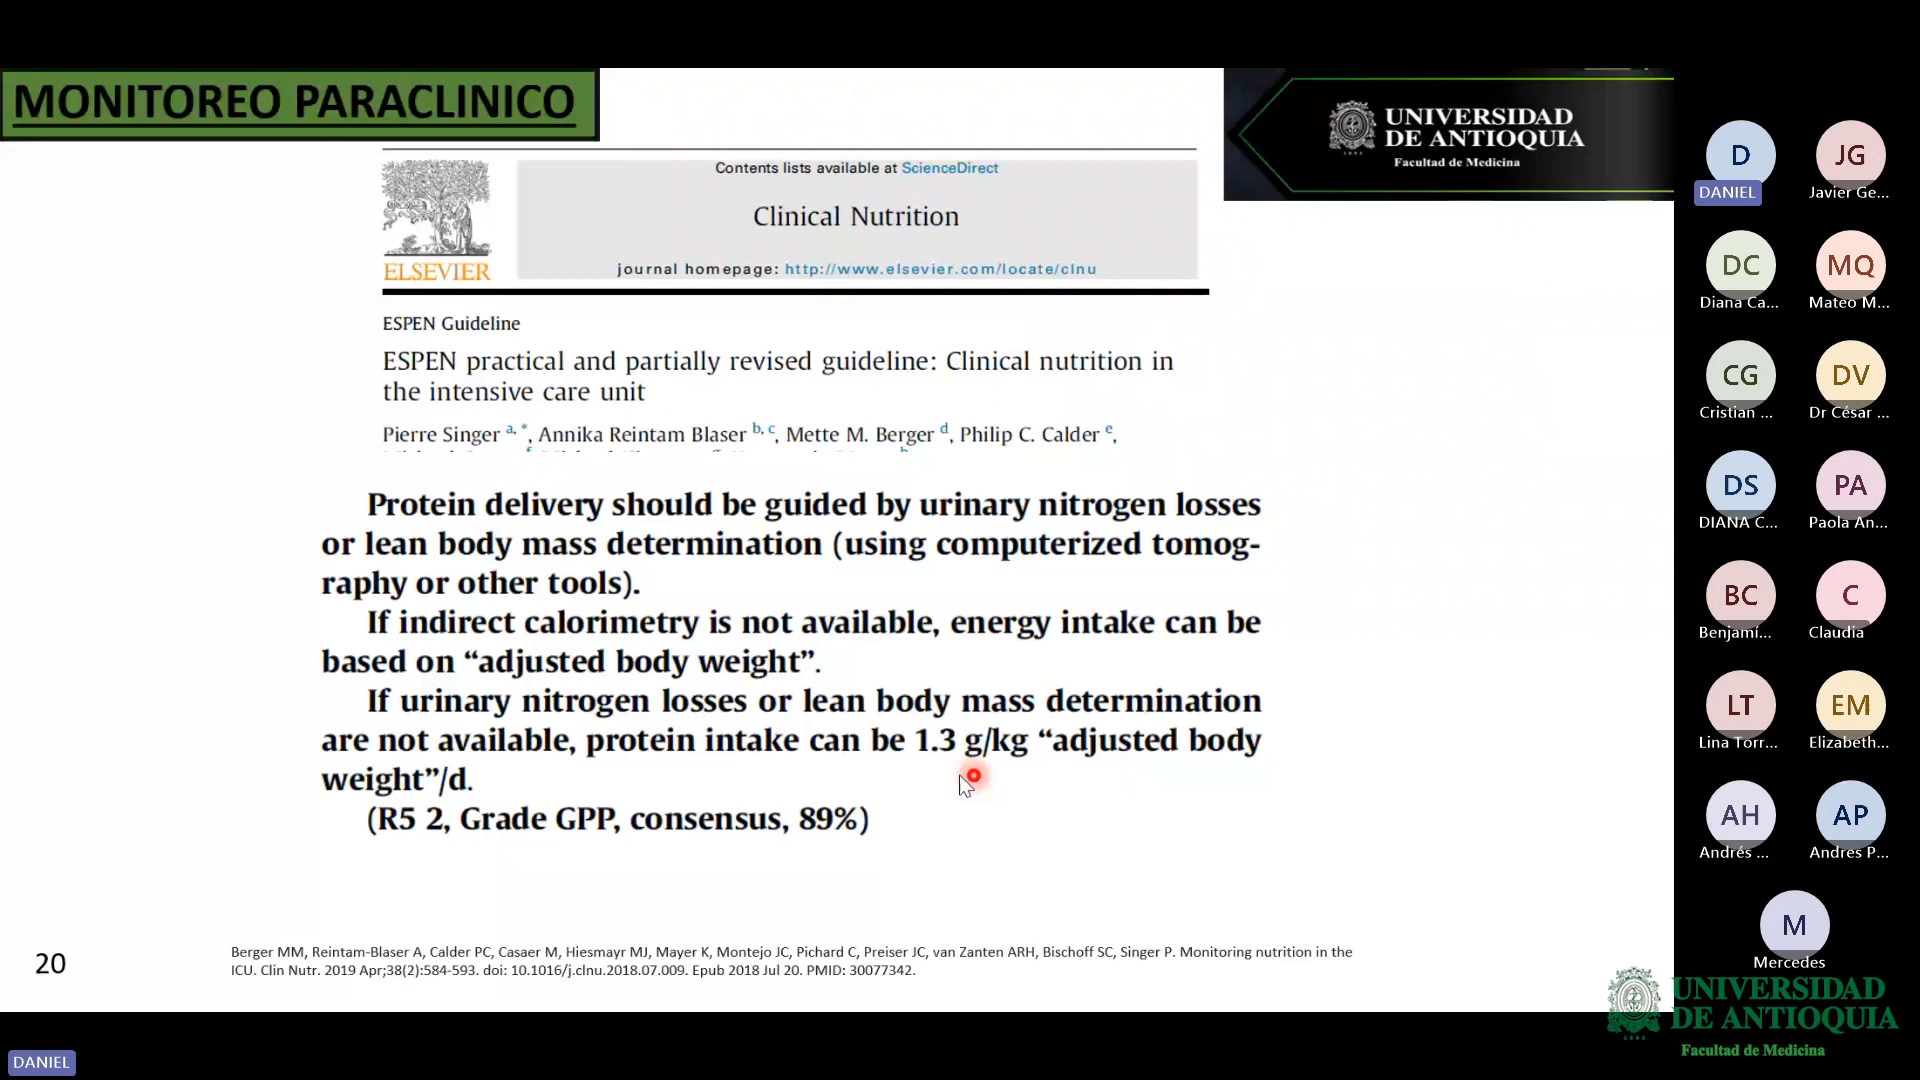 MONITOREO PARACLINICO
UNIVERSIDAD
DE ANTIOQUIA
Facultad de Medicina
1803
Contents lists available at ScienceDirect
Clinical Nutrition
journal homepage: http://www.elsevier.com/locate/clnu
ELSEVIER
ESPEN Guideline
ESPEN practical and partially revised guideline: Clinical nutrition in
the intensive care unit
Pierre Singer a, *, Annika Reintam Blaser b, c, Mette M. Berger d, Philip C. Calder e,
Protein delivery should be guided by urinary nitrogen losses
or lean body mass determination (using computerized tomog-
raphy or other tools).
If indirect calorimetry is not available, energy intake can be
based on “adjusted body weight”.
If urinary nitrogen losses or lean body mass determination
are not available, protein intake can be 1.3 g/kg “adjusted body
weight”/d.
(R5 2, Grade GPP, consensus, 89%)
20
Berger MM, Reintam-Blaser A, Calder PC, Casaer M, Hiesmayr MJ, Mayer K, Montejo JC, Pichard C, Preiser JC, van Zanten ARH, Bischoff SC, Singer P. Monitoring nutrition in the
ICU. Clin Nutr. 2019 Apr;38(2):584-593. doi: 10.1016/j.clnu.2018.07.009. Epub 2018 Jul 20. PMID: 30077342.
D
DANIEL
JG
Javier Ge...
DC
Diana Ca...
MQ
Mateo M...
CG
Cristian ...
DV
Dr César ...
DS
DIANA C...
PA
Paola An...
BC
Benjamí...
C
Claudia
LT
Lina Torr...
EM
Elizabeth...
AH
Andrés ...
AP
Andres P...
M
Mercedes
UNIVERSIDAD
DE ANTIOQUIA
1803
Facultad de Medicina
DANIEL